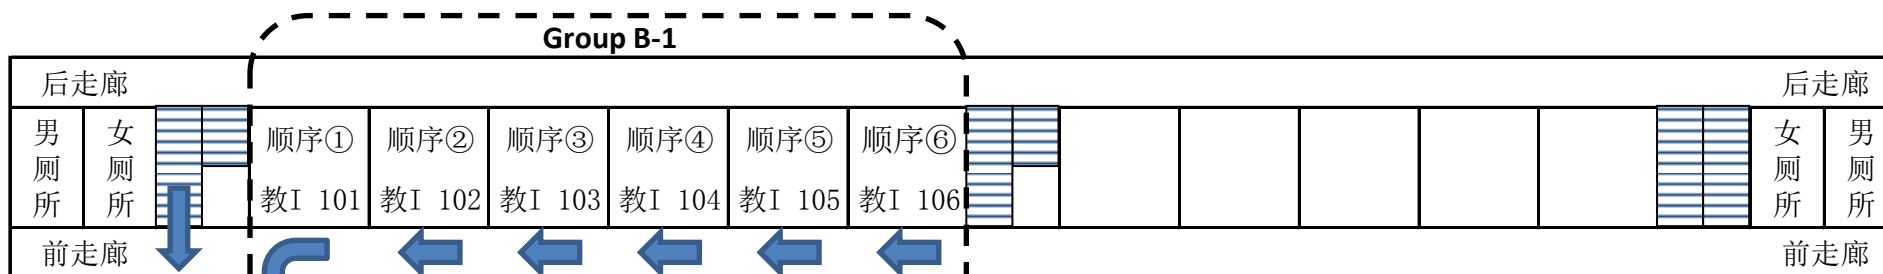 Group B-1
后走廊 后走廊
男厕所 女厕所 顺序① 顺序② 顺序③ 顺序④ 顺序⑤ 顺序⑥ 女厕所 男厕所
教I 101 教I 102 教I 103 教I 104 教I 105 教I 106
前走廊 前走廊